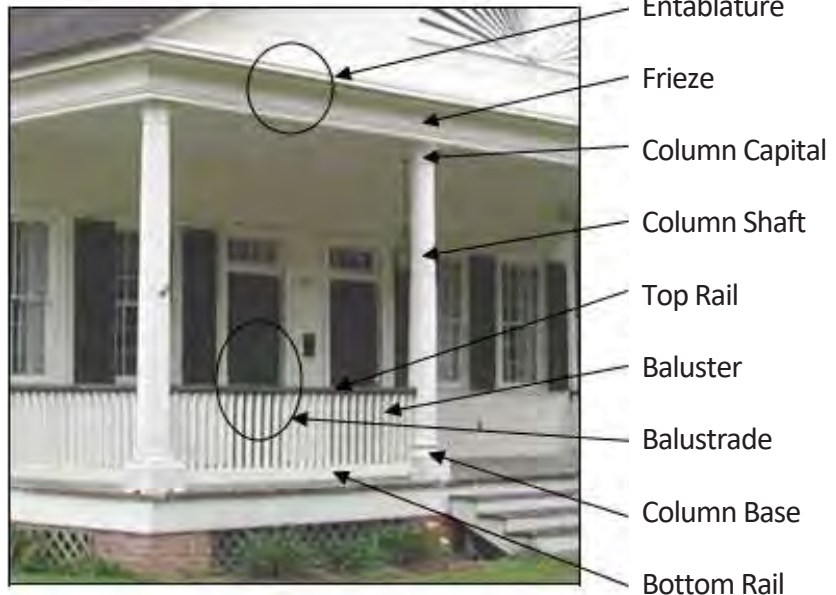 Entablature
Frieze
Column Capital
Column Shaft
Top Rail
Baluster
Balustrade
Column Base
Bottom Rail